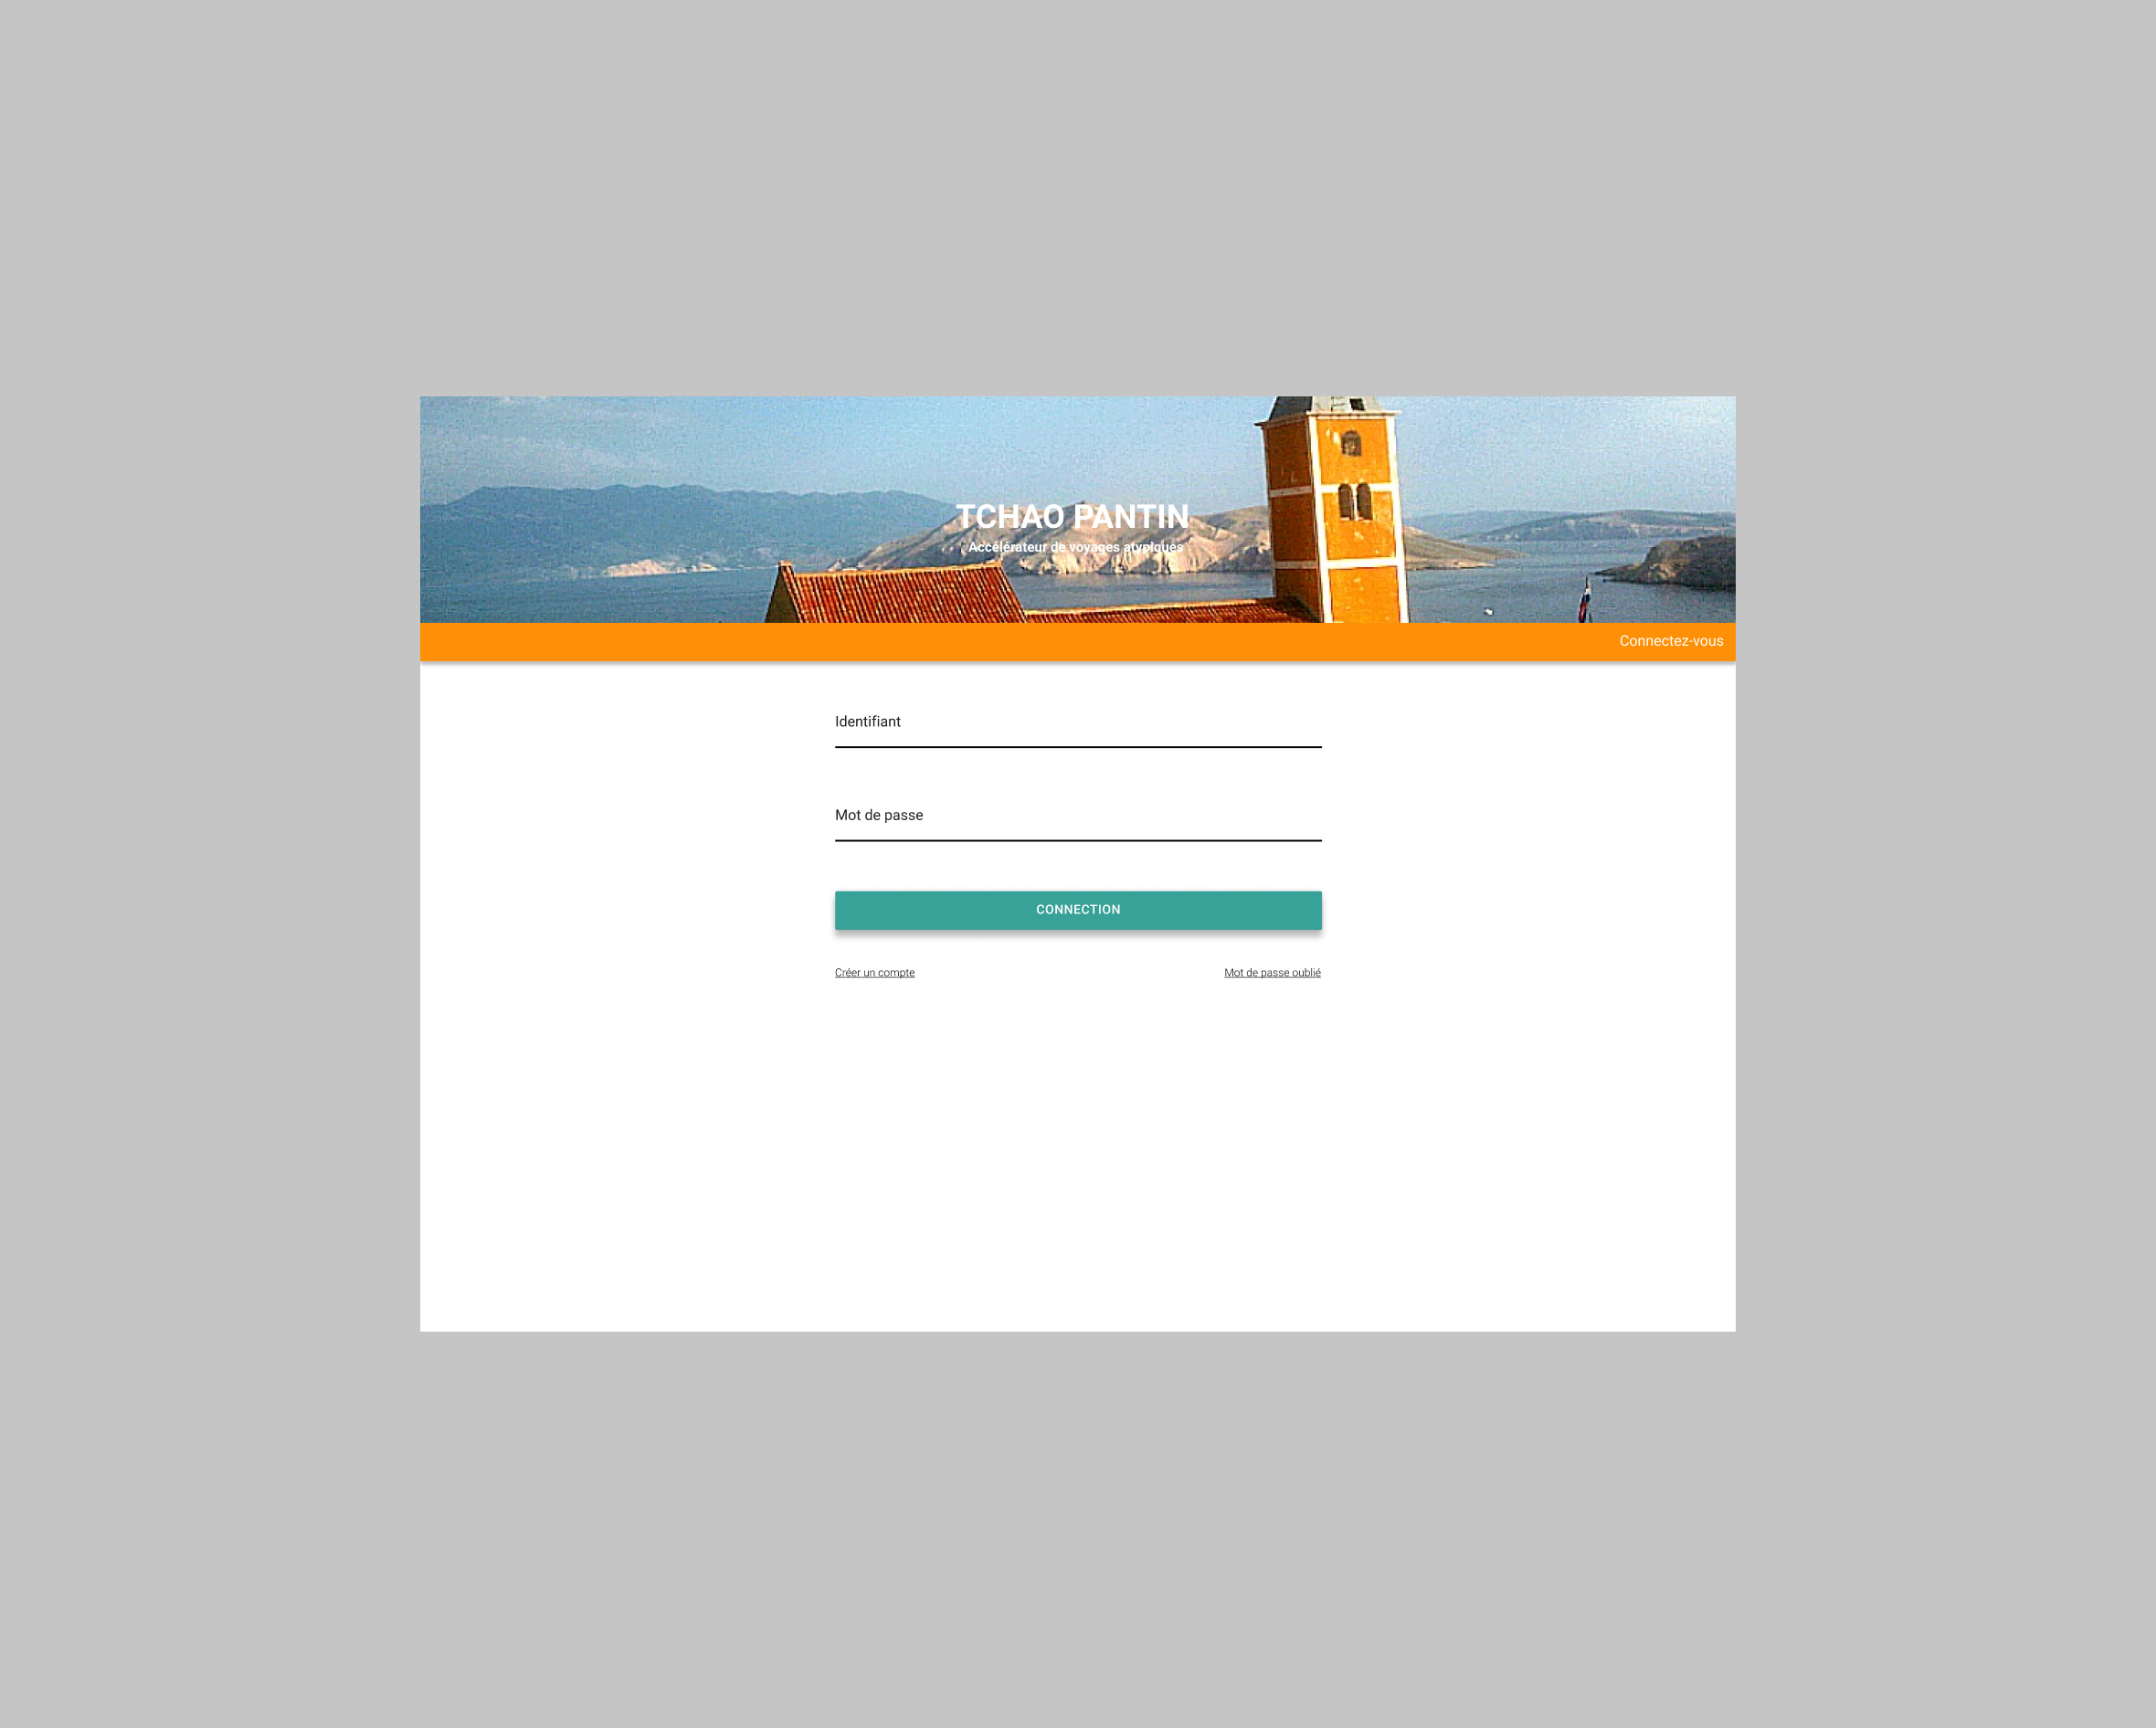 TCHAO PANTIN
Accélérateur de voyages atypiques
Connectez-vous
Identifiant
Mot de passe
CONNECTION
Créer un compte
Mot de passe oublié